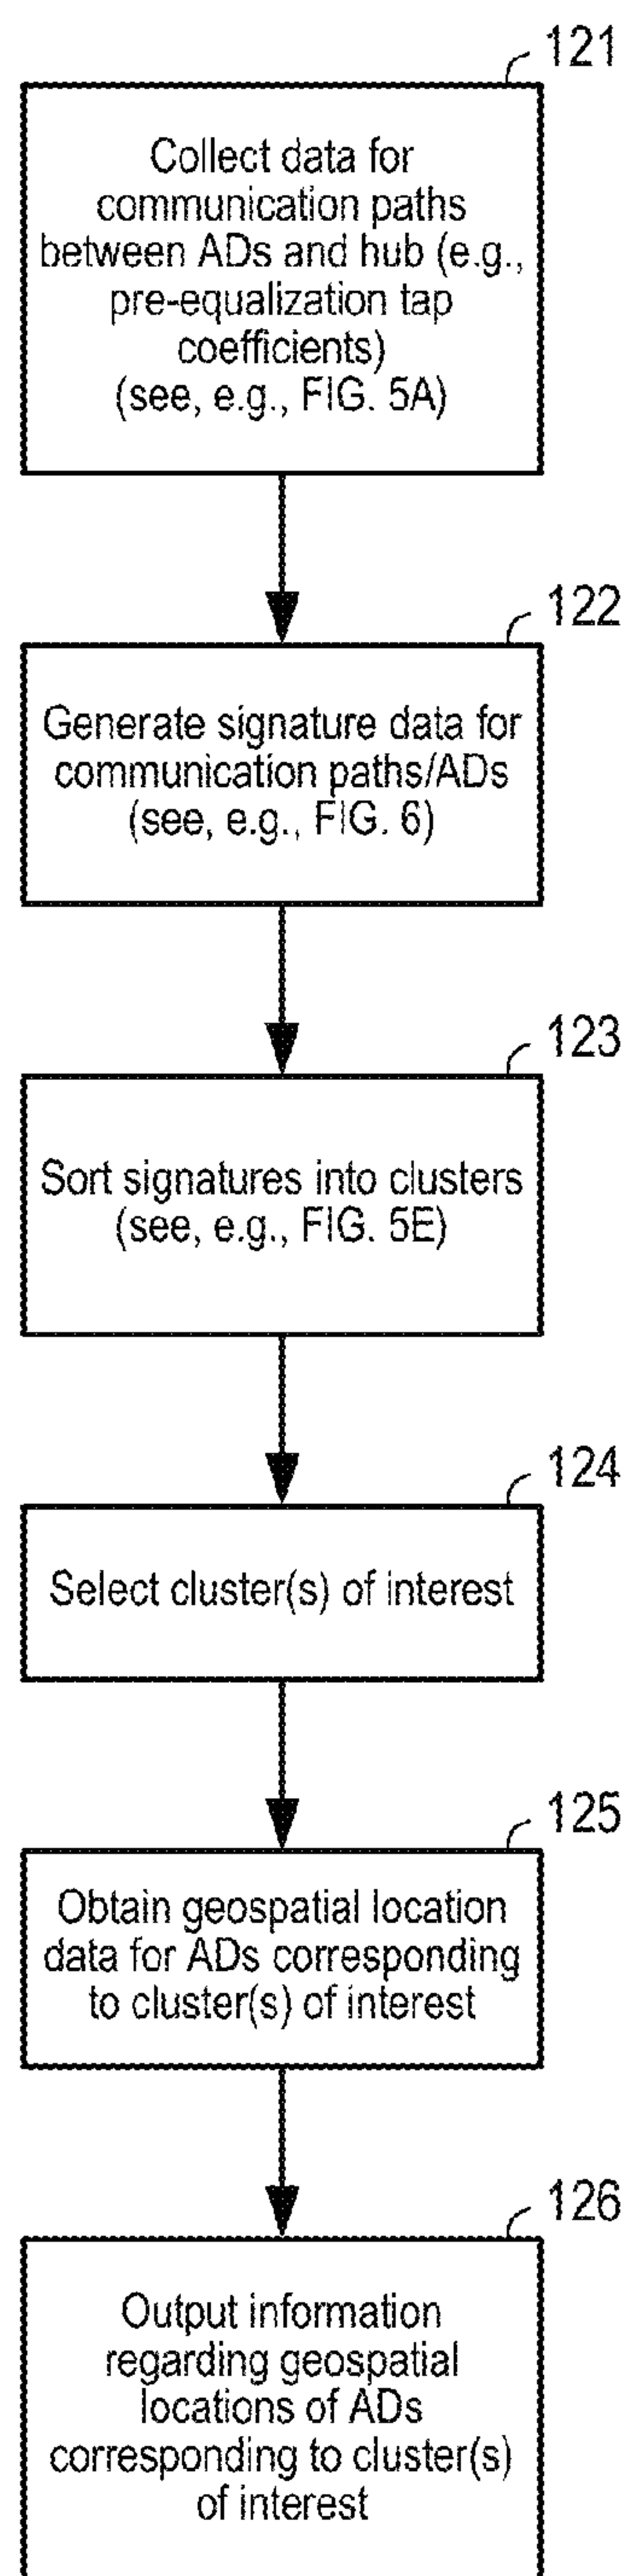 121
Collect data for
communication paths
between ADs and hub (e.g.,
pre-equalization tap
coefficients)
(see, e.g., FIG. 5A)
122
Generate signature data for
communication paths/ADs
(see, e.g., FIG. 6)
123
Sort signatures into clusters
(see, e.g., FIG. 5E)
124
Select cluster(s) of interest
125
Obtain geospatial location
data for ADs corresponding
to cluster(s) of interest
126
Output information
regarding geospatial
locations of ADs
corresponding to cluster(s)
of interest